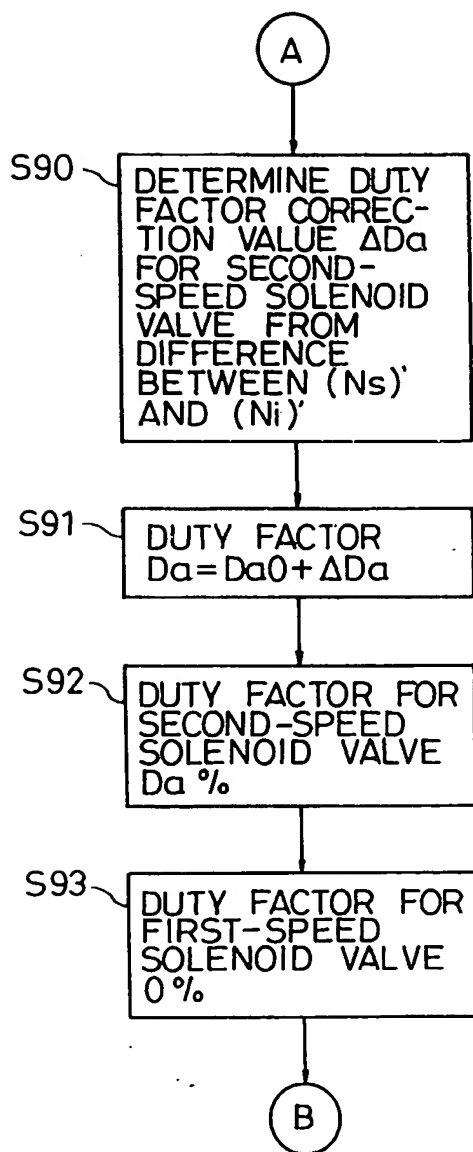 A
S90
DETERMINE DUTY
FACTOR CORREC-
TION VALUE ΔDa
FOR SECOND-
SPEED SOLENOID
VALVE FROM
DIFFERENCE
BETWEEN (Ns)'
AND (Ni)'
S91
DUTY FACTOR
Da=Da0+ΔDa
S92
DUTY FACTOR FOR
SECOND-SPEED
SOLENOID VALVE
Da %
S93
DUTY FACTOR FOR
FIRST-SPEED
SOLENOID VALVE
0 %
B